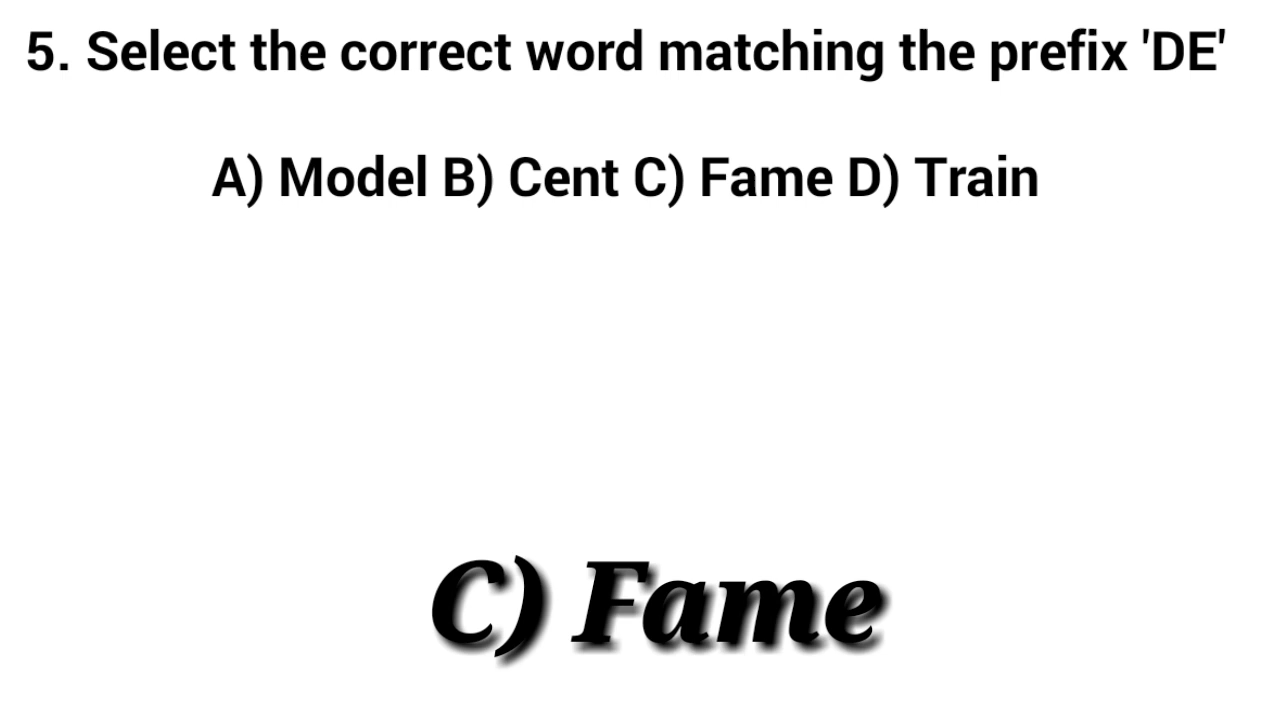 5. Select the correct word matching the prefix 'DE'
A) Model B) Cent C) Fame D) Train
C) Fame